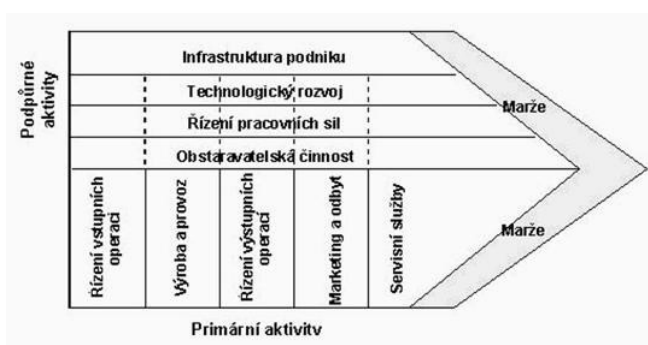 Podpůrné
aktivity
Infrastruktura podniku
Technologický rozvoj
Řízení pracovních sil
Obstaravatelská činnost
Marže
Řízení vstupních
operací
Výroba a provoz
Řízení výstupních
operací
Marketing a odbyt
Servisní služby
Marže
Primární aktivity